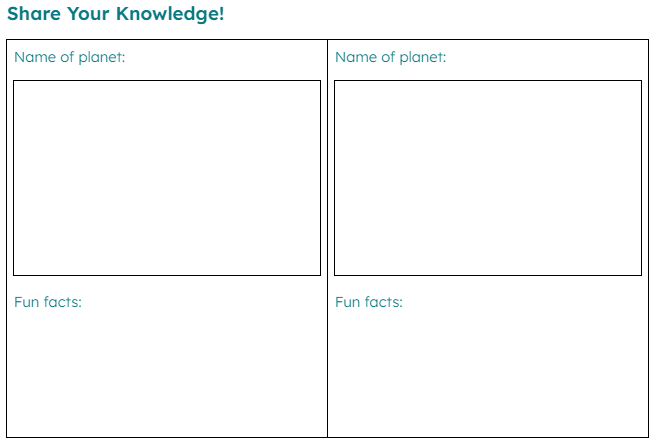 Share Your Knowledge!
Name of planet:
Name of planet:
Fun facts:
Fun facts: